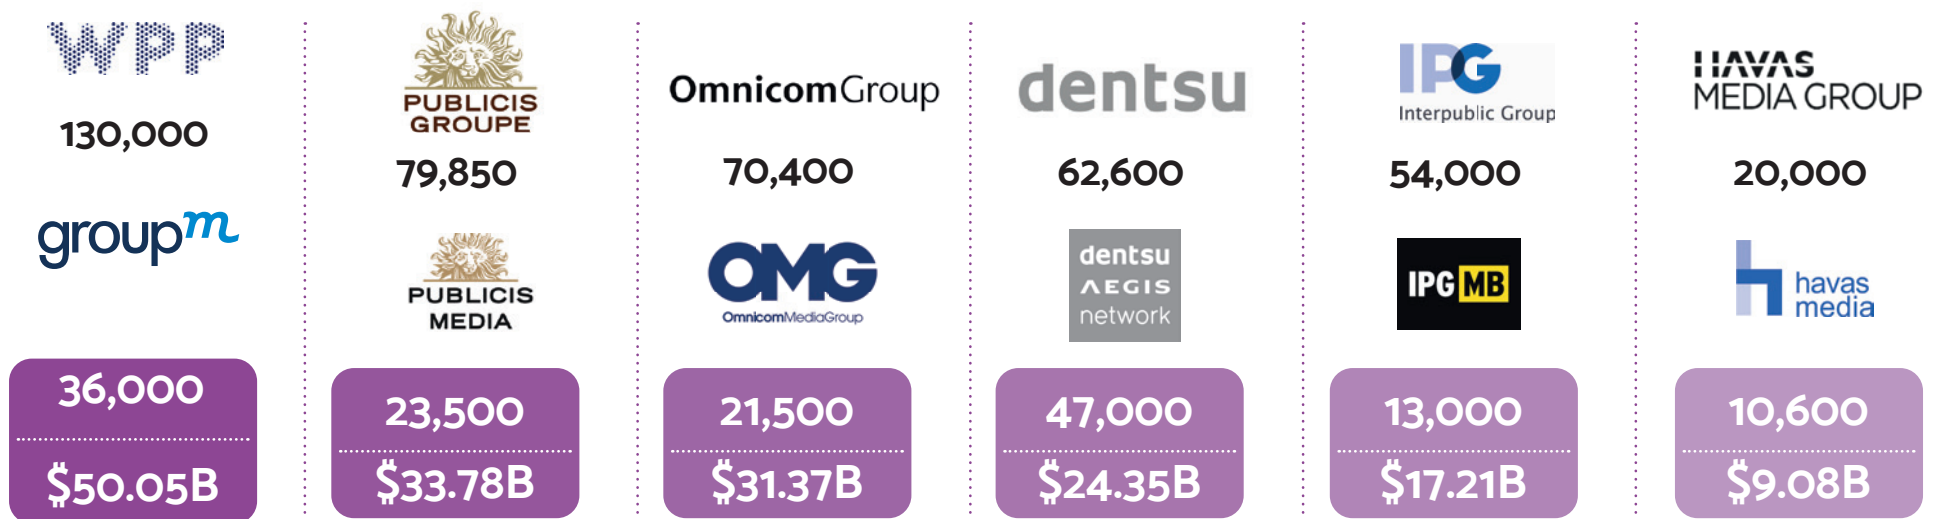 WPP
130,000
groupm
36,000
$50.05B
PUBLICIS
GROUPE
79,850
PUBLICIS
MEDIA
23,500
$33.78B
OmnicomGroup
70,400
OMG
OmnicomMediaGroup
21,500
$31.37B
dentsu
62,600
dentsu
AEGIS
network
47,000
$24.35B
IPG
Interpublic Group
54,000
IPG MB
13,000
$17.21B
HAVAS
MEDIA GROUP
20,000
havas
media
10,600
$9.08B